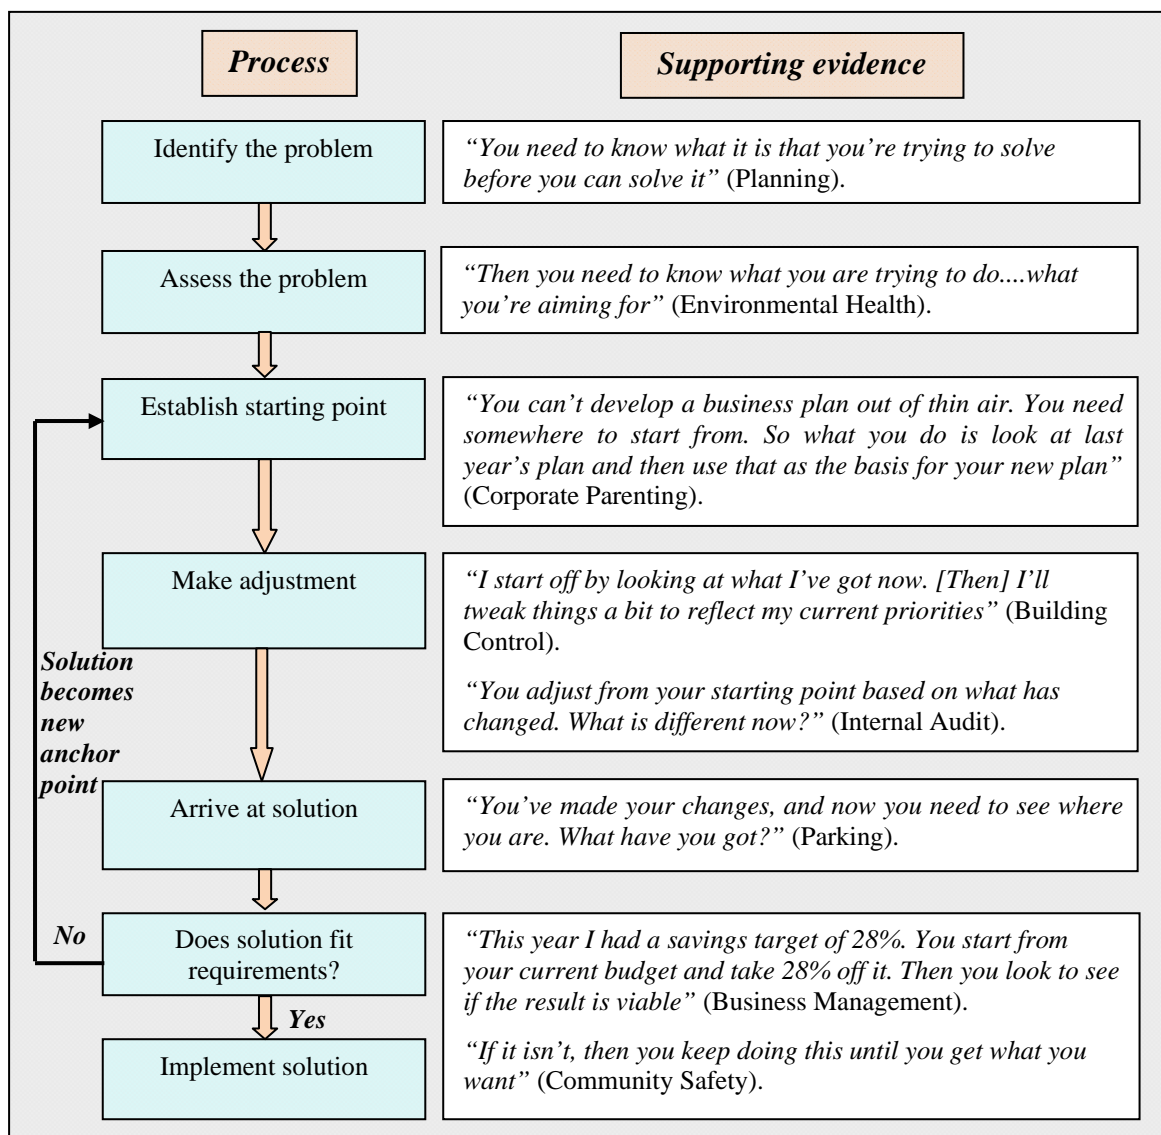 Process
Supporting evidence
Identify the problem
“You need to know what it is that you’re trying to solve
before you can solve it” (Planning).
Assess the problem
“Then you need to know what you are trying to do....what
you’re aiming for” (Environmental Health).
Establish starting point
“You can’t develop a business plan out of thin air. You need
somewhere to start from. So what you do is look at last
year’s plan and then use that as the basis for your new plan”
(Corporate Parenting).
Make adjustment
“I start off by looking at what I’ve got now. [Then] I’ll
tweak things a bit to reflect my current priorities” (Building
Control).
“You adjust from your starting point based on what has
changed. What is different now?” (Internal Audit).
Solution
becomes
new
anchor
point
Arrive at solution
“You’ve made your changes, and now you need to see where
you are. What have you got?” (Parking).
No
Does solution fit
requirements?
“This year I had a savings target of 28%. You start from
your current budget and take 28% off it. Then you look to see
if the result is viable” (Business Management).
Yes
Implement solution
“If it isn’t, then you keep doing this until you get what you
want” (Community Safety).